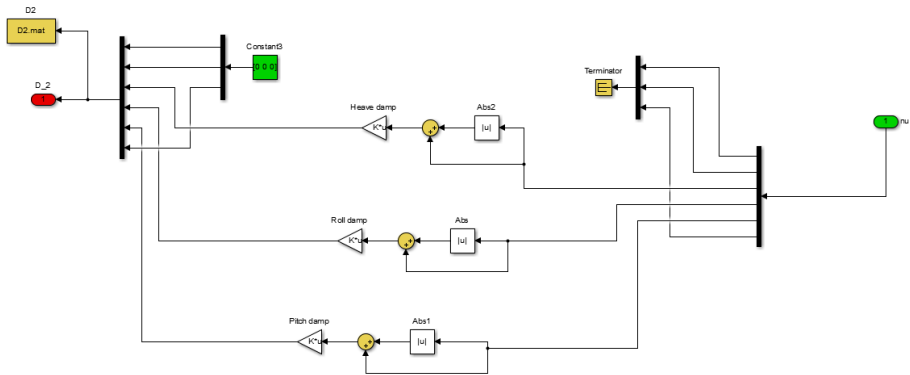 D2
D2.mat
Constant3
[0 0 0]
D_2
1
Terminator
Heave damp
Abs2
K*u
+
+
|u|
1
nu
Roll damp
Abs
K*u
+
+
|u|
Pitch damp
Abs1
K*u
+
+
|u|